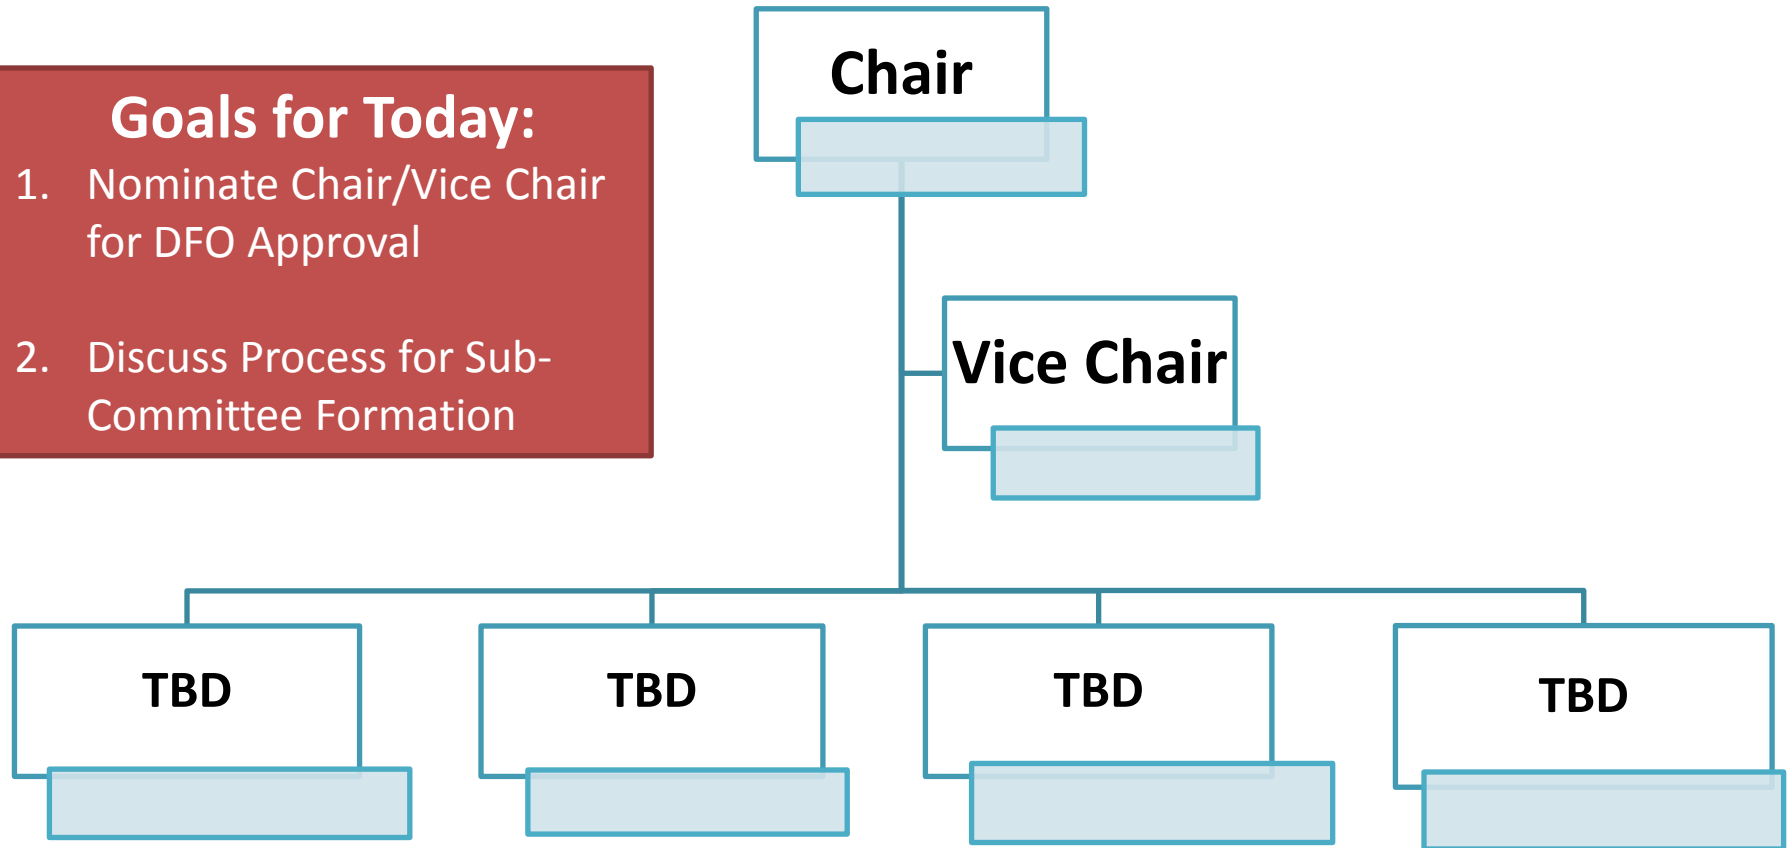 Chair
Goals for Today:
1. Nominate Chair/Vice Chair
for DFO Approval
2. Discuss Process for Sub-
Committee Formation
Vice Chair
TBD
TBD
TBD
TBD